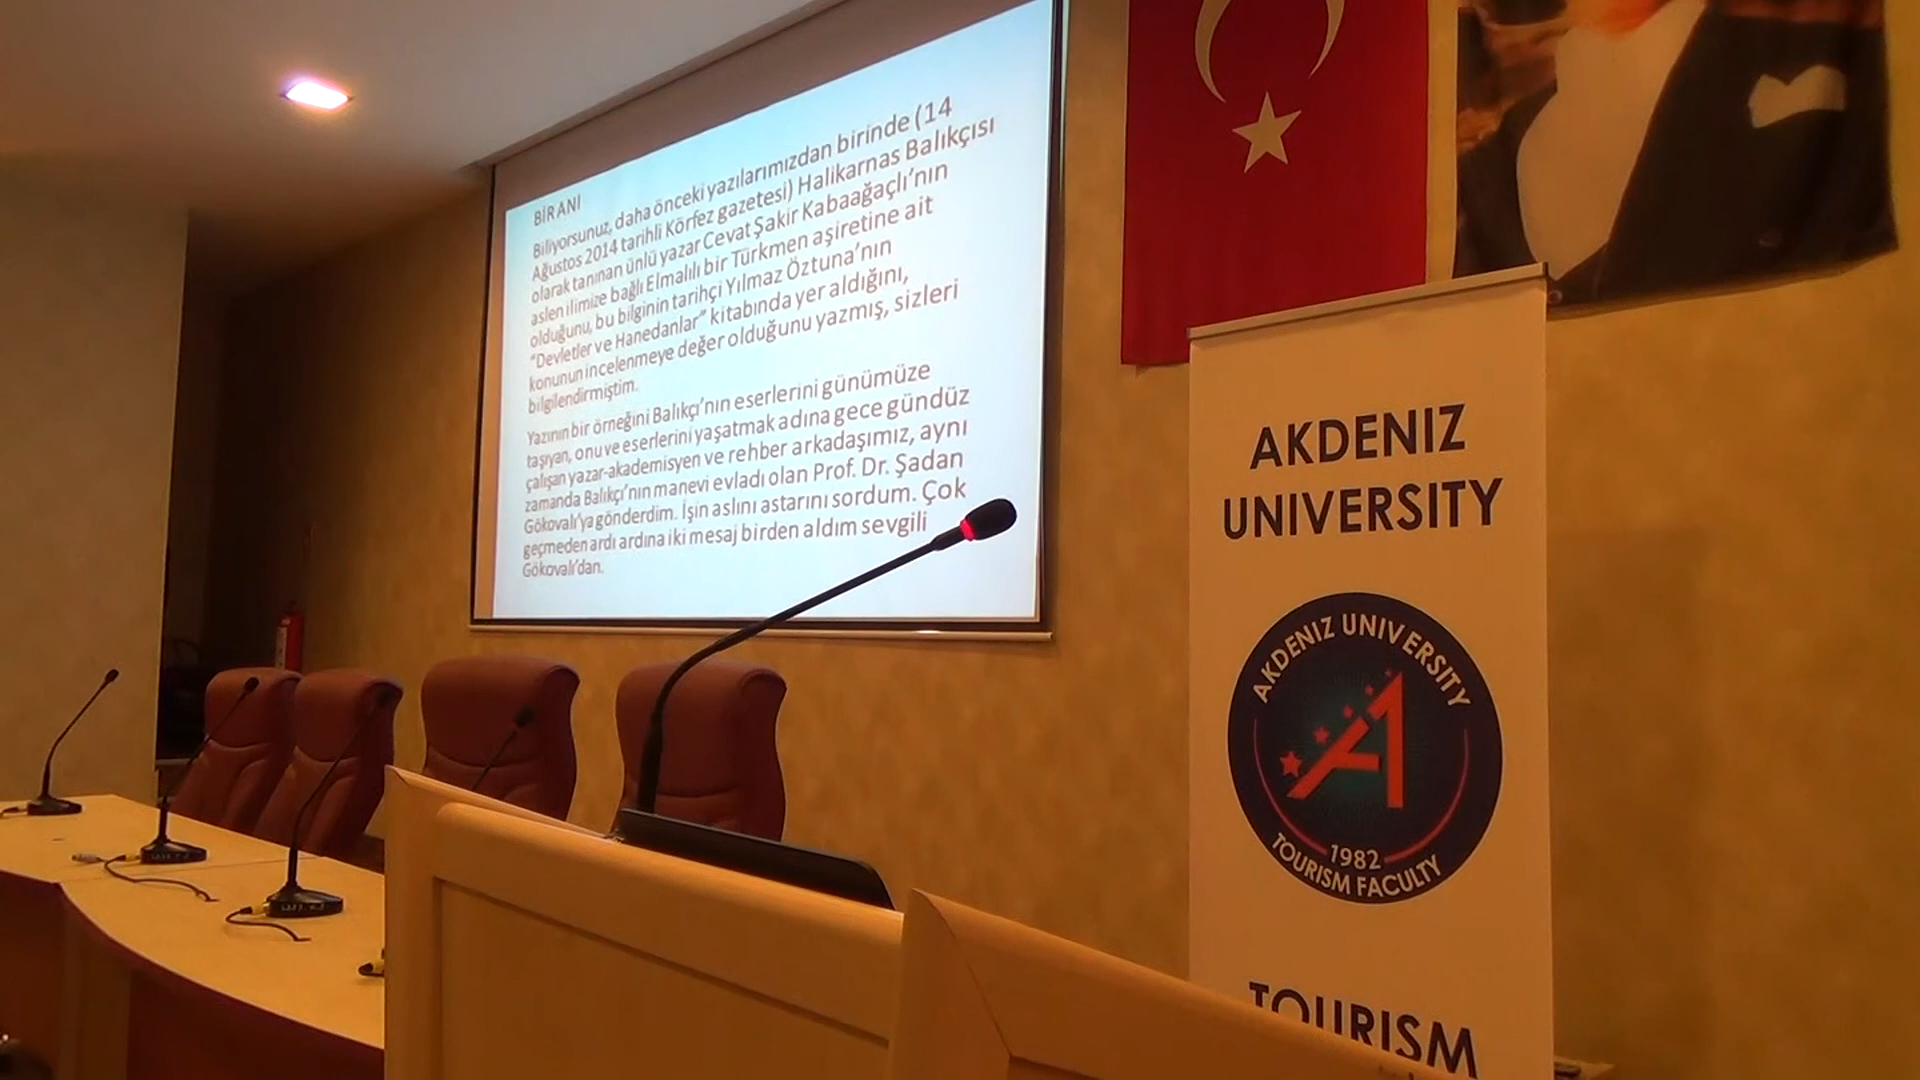 BİR ANI
Biliyorsunuz, daha önceki yazılarımızdan birinde (14
Ağustos 2014 tarihli Körfez gazetesi) Halikarnas Balıkçısı
olarak tanınan ünlü yazar Cevat Şakir Kabaağaçlı'nın
aslen ilimize bağlı Elmalılı bir Türkmen aşiretine ait
olduğunu, bu bilginin tarihçi Yılmaz Öztuna'nın
"Devletler ve Hanedanlar" kitabında yer aldığını,
konunun incelenmeye değer olduğunu yazmış, sizleri
bilgilendirmiştim.
Yazının bir örneğini Balıkçı'nın eserlerini günümüze
taşıyan, onu ve eserlerini yaşatmak adına gece gündüz
çalışan yazar-akademisyen ve rehber arkadaşımız, aynı
zamanda Balıkçı'nın manevi evladı olan Prof. Dr. Şadan
Gökovalı'ya gönderdim. İşin aslını astarını sordum. Çok
geçmeden ardı ardına iki mesaj birden aldım sevgili
Gökovalı'dan.
AKDENIZ
UNIVERSITY
AKDENIZ UNIVERSITY
1982
TOURISM FACULTY
TOURISM